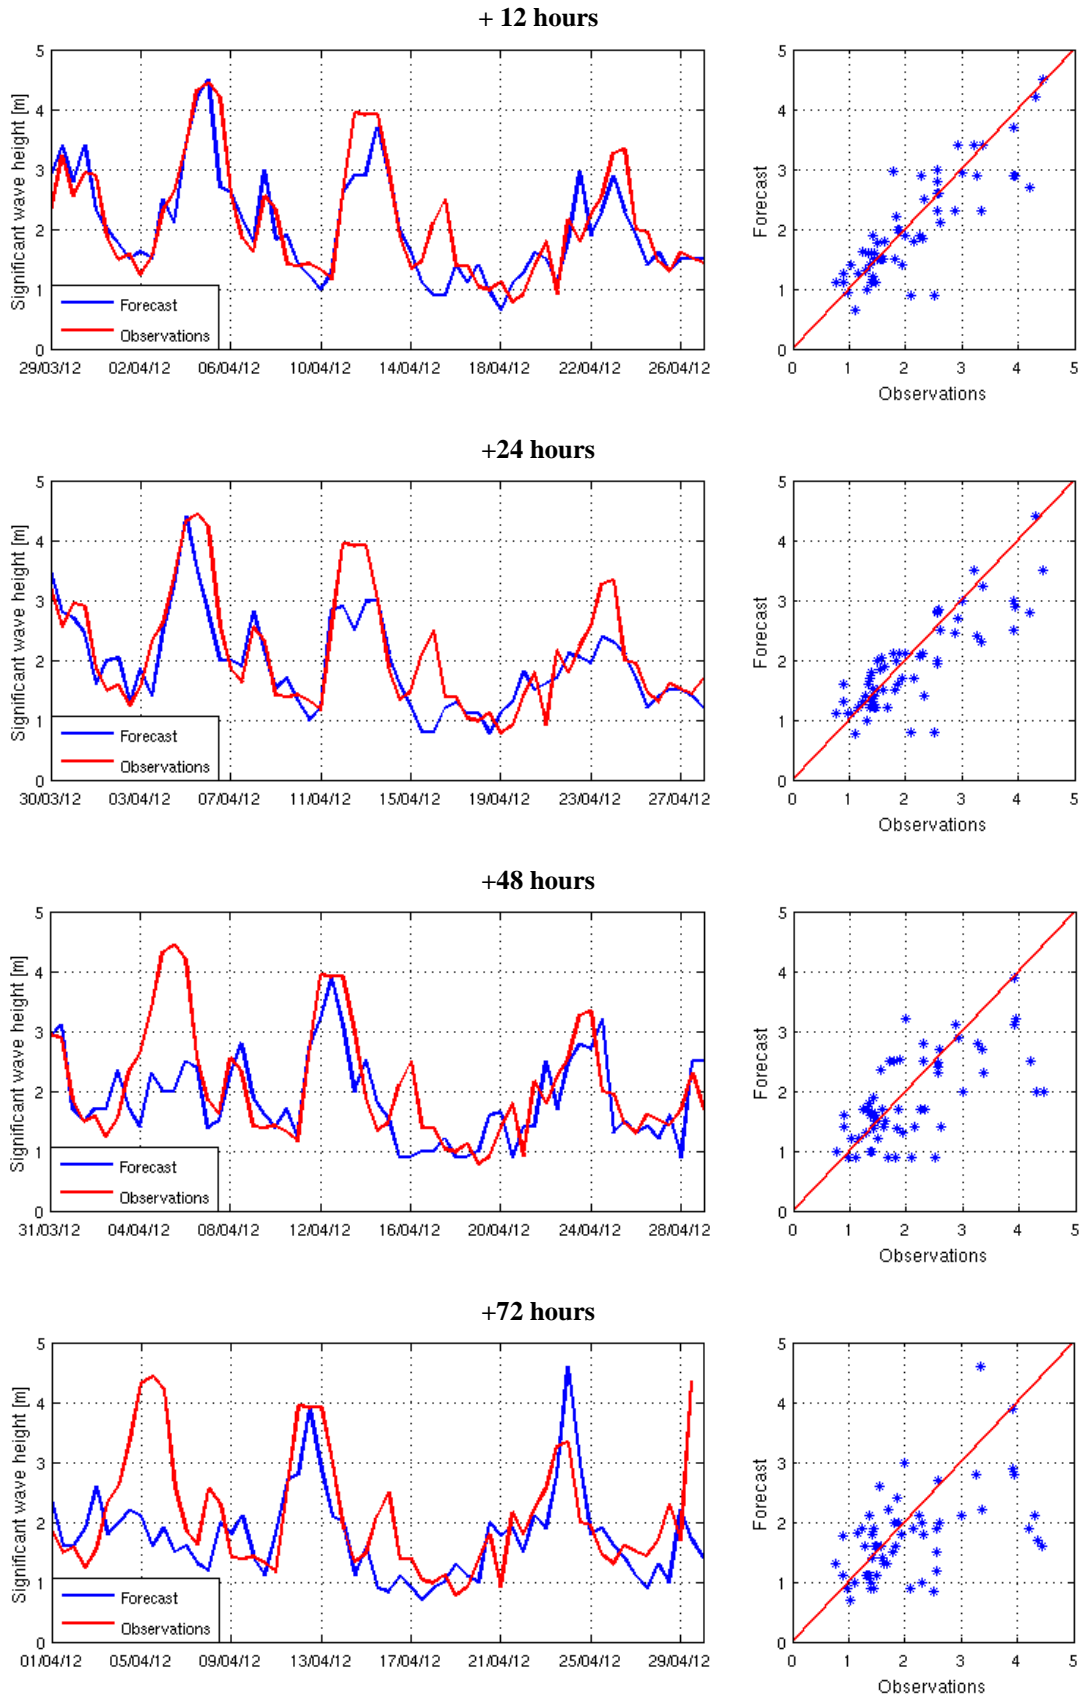 + 12 hours
5
4
3
2
1
0
Significant wave height [m]
Forecast
Observations
29/03/12 02/04/12 06/04/12 10/04/12 14/04/12 18/04/12 22/04/12 26/04/12
5
4
3
2
1
0
Forecast
0 1 2 3 4 5
Observations
+24 hours
5
4
3
2
1
0
Significant wave height [m]
Forecast
Observations
30/03/12 03/04/12 07/04/12 11/04/12 15/04/12 19/04/12 23/04/12 27/04/12
5
4
3
2
1
0
Forecast
0 1 2 3 4 5
Observations
+48 hours
5
4
3
2
1
0
Significant wave height [m]
Forecast
Observations
31/03/12 04/04/12 08/04/12 12/04/12 16/04/12 20/04/12 24/04/12 28/04/12
5
4
3
2
1
0
Forecast
0 1 2 3 4 5
Observations
+72 hours
5
4
3
2
1
0
Significant wave height [m]
Forecast
Observations
01/04/12 05/04/12 09/04/12 13/04/12 17/04/12 21/04/12 25/04/12 29/04/12
5
4
3
2
1
0
Forecast
0 1 2 3 4 5
Observations